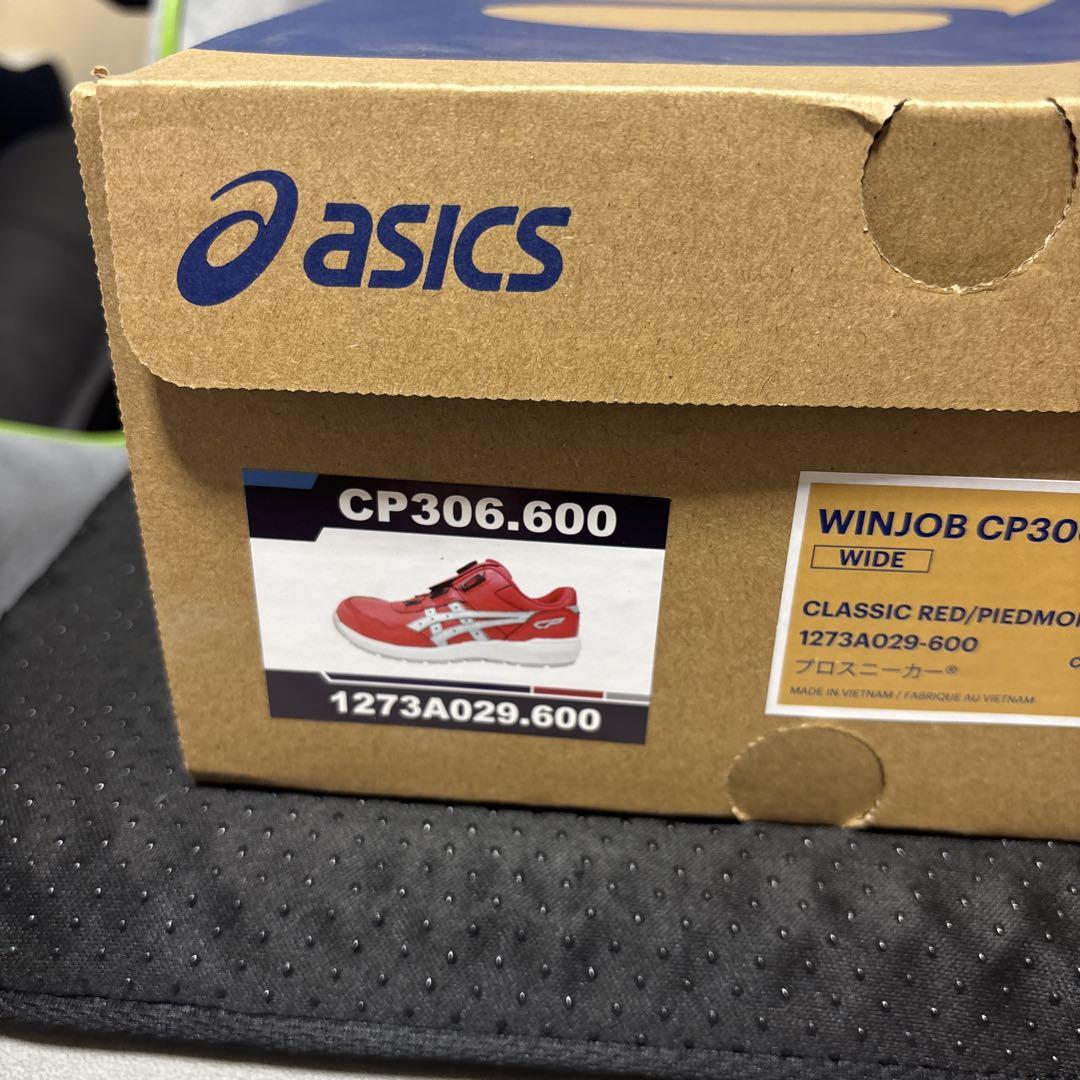 asics
CP306.600
1273A029.600
WINJOB CP30
WIDE
CLASSIC RED/PIEDMO
1273A029-600
プロスニーカー®
MADE IN VIETNAM / FABRIQUE AU VIETNAM